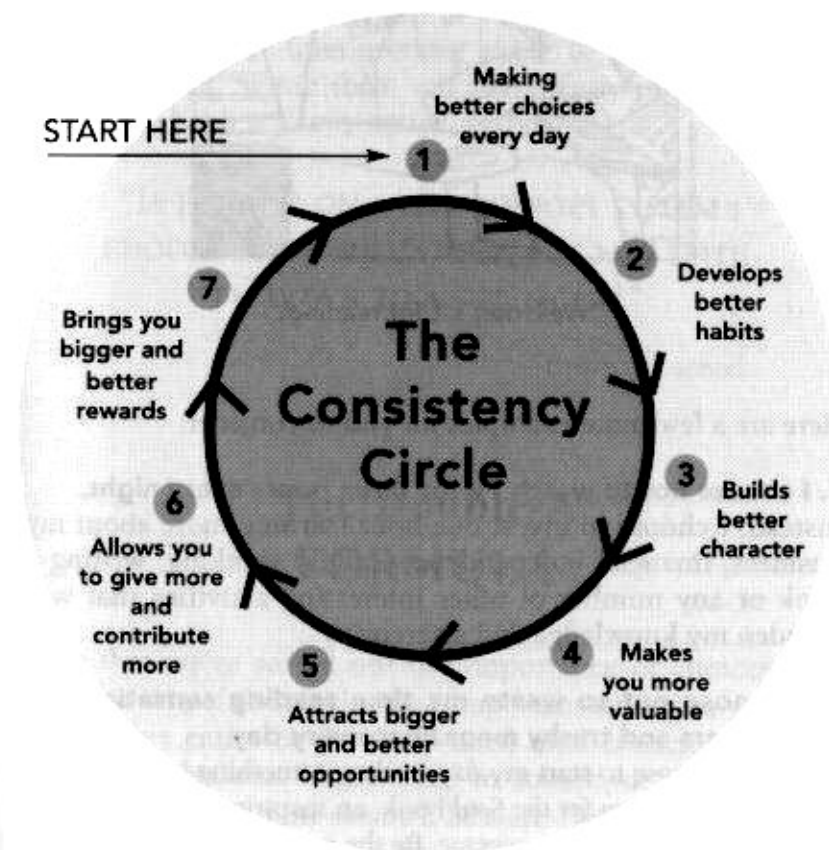 START HERE
1
Making
better choices
every day
2
Develops
better
habits
3
Builds
better
character
4
Makes
you more
valuable
5
Attracts bigger
and better
opportunities
6
Allows you
to give more
and
contribute
more
7
Brings you
bigger and
better
rewards
The
Consistency
Circle